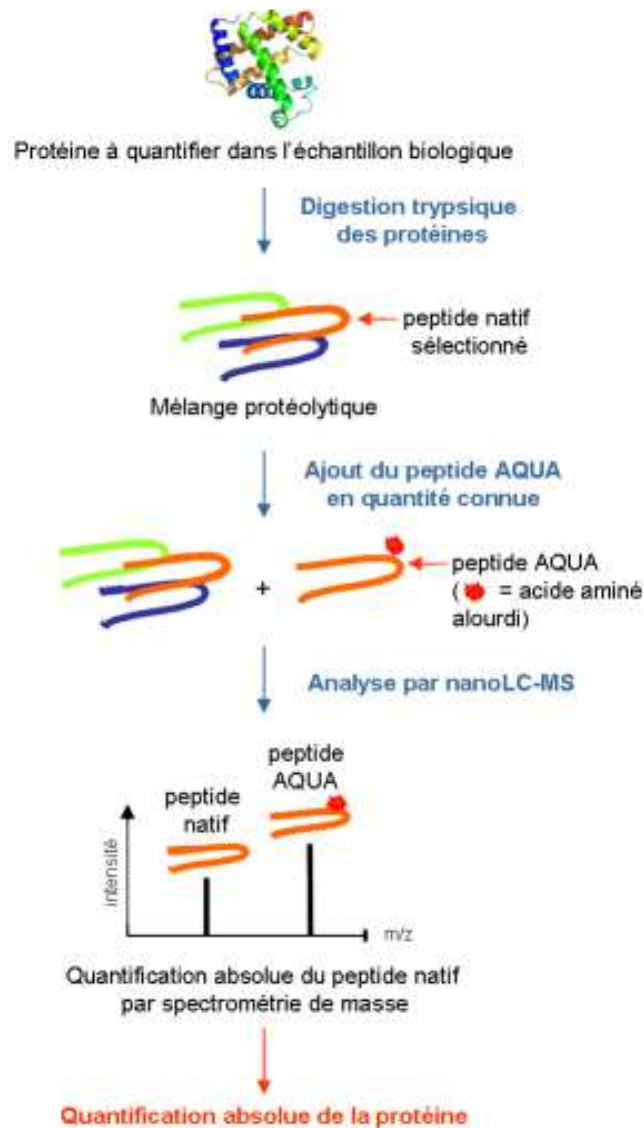 Protéine à quantifier dans l'échantillon biologique
Digestion trypsique
des protéines
peptide natif
sélectionné
Mélange protéolytique
Ajout du peptide AQUA
en quantité connue
+
peptide AQUA
( = acide aminé
alourdi)
Analyse par nanoLC-MS
peptide
AQUA
peptide
natif
intensité
m/z
Quantification absolue du peptide natif
par spectrométrie de masse
Quantification absolue de la protéine